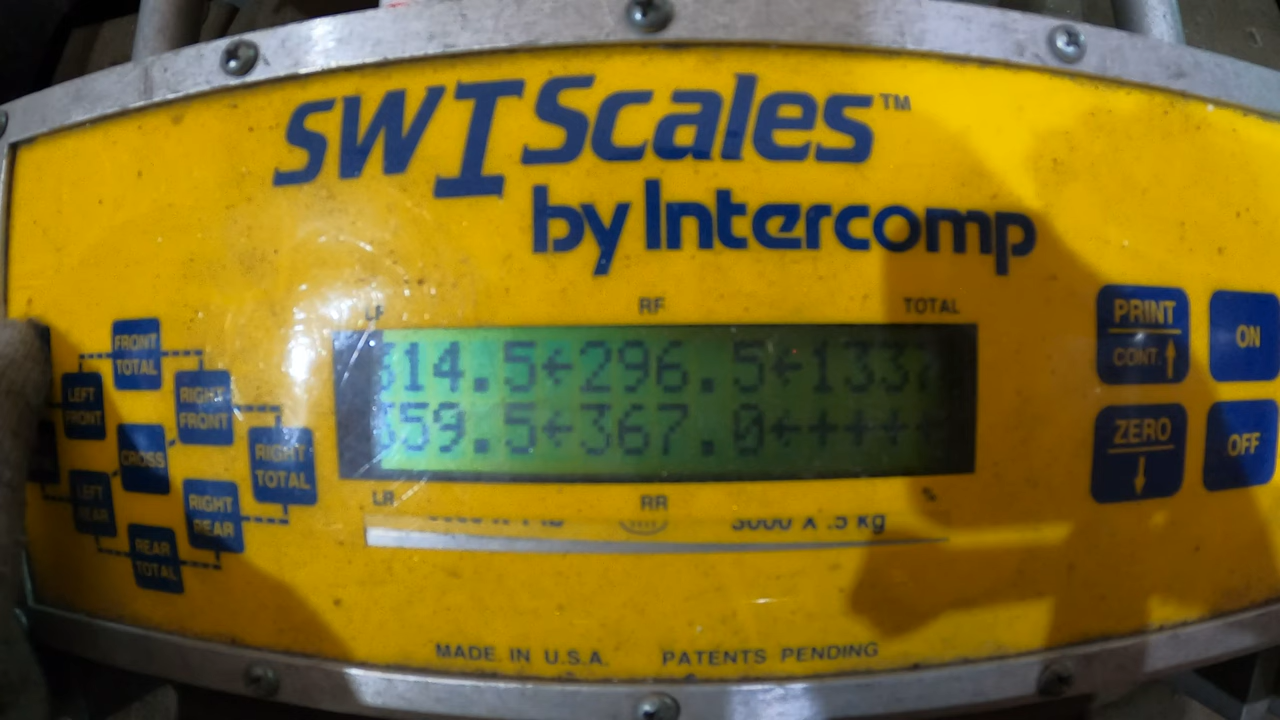 SWI Scales™
by Intercomp
LF RF TOTAL
314.5←296.5←1337
359.5←367.0←+++++
LR RR %
3000 X .5 kg
MADE IN U.S.A. PATENTS PENDING
FRONT TOTAL
LEFT FRONT
RIGHT FRONT
CROSS
RIGHT TOTAL
LEFT REAR
RIGHT REAR
REAR TOTAL
PRINT
CONT.↑
ON
ZERO
↓
OFF